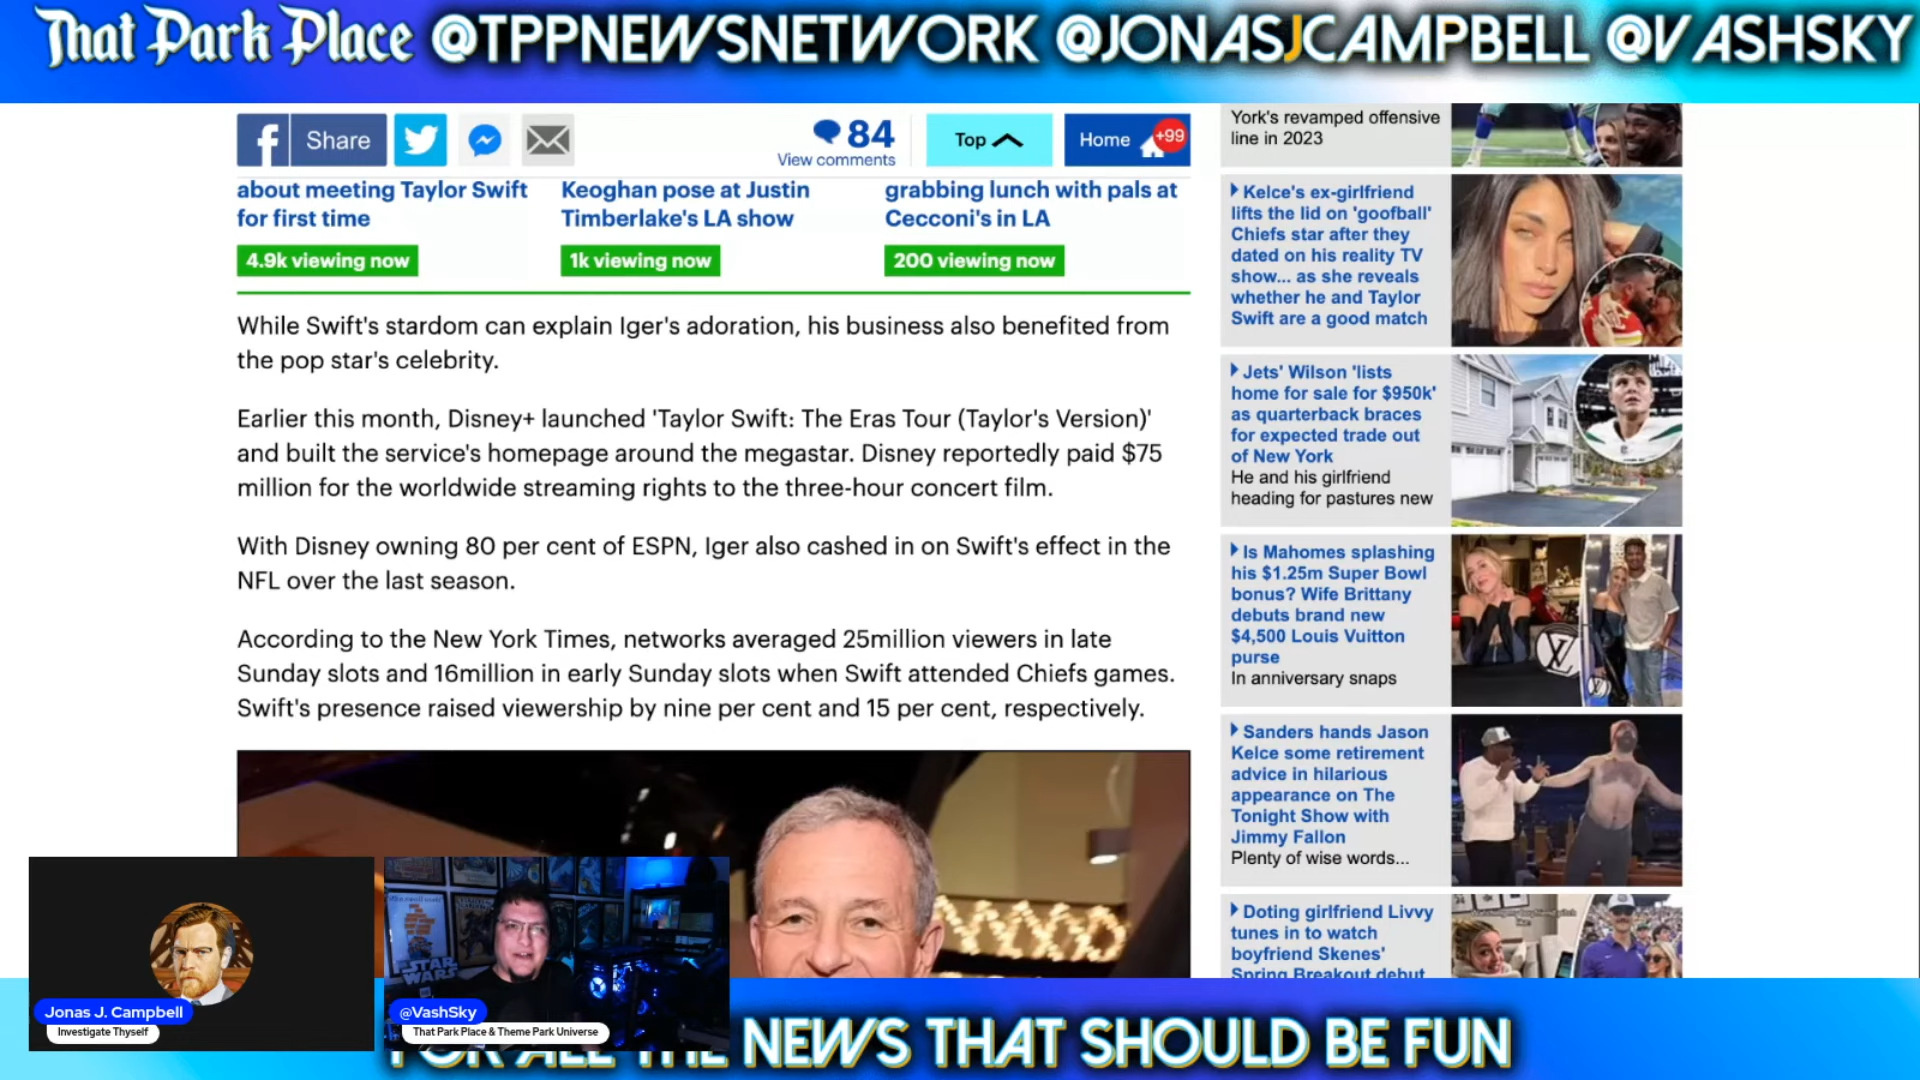 That Park Place @TPPNEWSNETWORK @JONASJCAMPBELL @VASHSKY
f Share
84
View comments
Top
Home
+99
about meeting Taylor Swift
for first time
4.9k viewing now
Keoghan pose at Justin
Timberlake's LA show
1k viewing now
grabbing lunch with pals at
Cecconi's in LA
200 viewing now
While Swift's stardom can explain Iger's adoration, his business also benefited from
the pop star's celebrity.
Earlier this month, Disney+ launched 'Taylor Swift: The Eras Tour (Taylor's Version)'
and built the service's homepage around the megastar. Disney reportedly paid $75
million for the worldwide streaming rights to the three-hour concert film.
With Disney owning 80 per cent of ESPN, Iger also cashed in on Swift's effect in the
NFL over the last season.
According to the New York Times, networks averaged 25million viewers in late
Sunday slots and 16million in early Sunday slots when Swift attended Chiefs games.
Swift's presence raised viewership by nine per cent and 15 per cent, respectively.
York's revamped offensive
line in 2023
Kelce's ex-girlfriend
lifts the lid on 'goofball'
Chiefs star after they
dated on his reality TV
show... as she reveals
whether he and Taylor
Swift are a good match
Jets' Wilson 'lists
home for sale for $950k'
as quarterback braces
for expected trade out
of New York
He and his girlfriend
heading for pastures new
Is Mahomes splashing
his $1.25m Super Bowl
bonus? Wife Brittany
debuts brand new
$4,500 Louis Vuitton
purse
In anniversary snaps
Sanders hands Jason
Kelce some retirement
advice in hilarious
appearance on The
Tonight Show with
Jimmy Fallon
Plenty of wise words...
Doting girlfriend Livvy
tunes in to watch
boyfriend Skenes'
Spring Breakout debut
STAR
WARS
Jonas J. Campbell
Investigate Thyself
@VashSky
That Park Place & Theme Park Universe
FOR ALL THE NEWS THAT SHOULD BE FUN